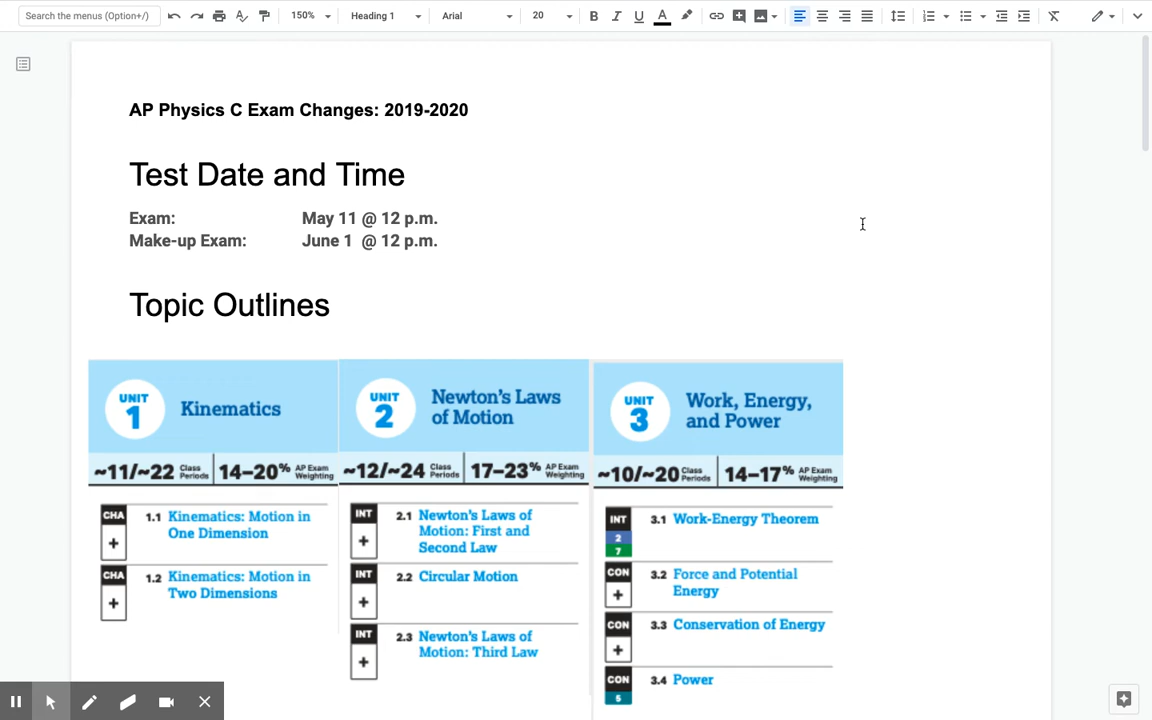 Search the menus (Option+/)
150%
Heading 1
Arial
20
B I U A
AP Physics C Exam Changes: 2019-2020
Test Date and Time
Exam: May 11 @ 12 p.m.
Make-up Exam: June 1 @ 12 p.m.
Topic Outlines
UNIT 1
Kinematics
~11/~22 Class Periods
14–20% AP Exam Weighting
CHA
+
1.1 Kinematics: Motion in
One Dimension
CHA
+
1.2 Kinematics: Motion in
Two Dimensions
UNIT 2
Newton's Laws
of Motion
~12/~24 Class Periods
17–23% AP Exam Weighting
INT
+
2.1 Newton's Laws of
Motion: First and
Second Law
INT
+
2.2 Circular Motion
INT
+
2.3 Newton's Laws of
Motion: Third Law
UNIT 3
Work, Energy,
and Power
~10/~20 Class Periods
14–17% AP Exam Weighting
INT
2
7
3.1 Work-Energy Theorem
CON
+
3.2 Force and Potential
Energy
CON
+
3.3 Conservation of Energy
CON
5
3.4 Power